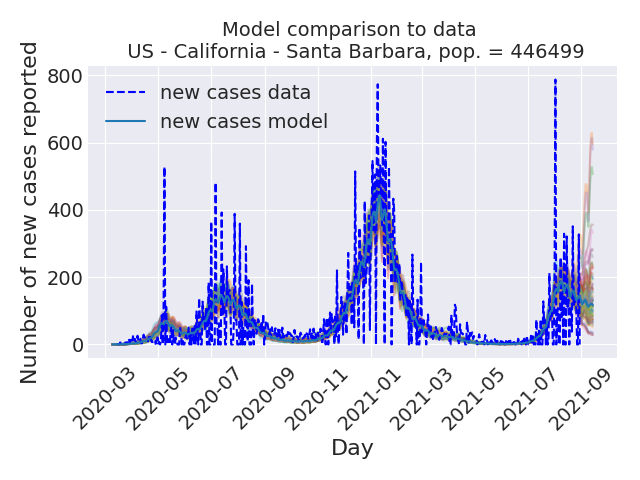 Model comparison to data
US - California - Santa Barbara, pop. = 446499
Number of new cases reported
800
600
400
200
0
new cases data
new cases model
2020-03
2020-05
2020-07
2020-09
2020-11
2021-01
2021-03
2021-05
2021-07
2021-09
Day